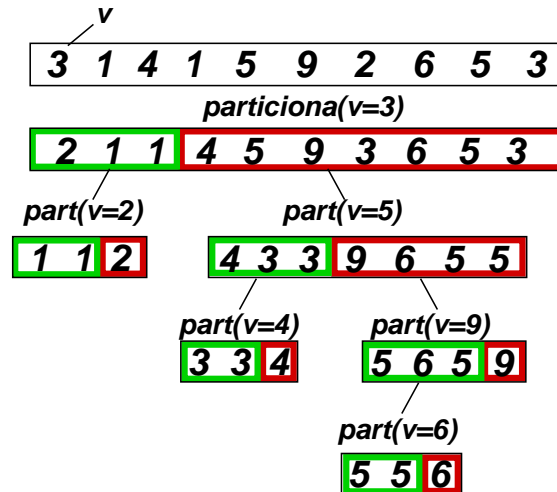 v
3 1 4 1 5 9 2 6 5 3
particiona(v=3)
2 1 1 4 5 9 3 6 5 3
part(v=2) part(v=5)
1 1 2 4 3 3 9 6 5 5
part(v=4) part(v=9)
3 3 4 5 6 5 9
part(v=6)
5 5 6